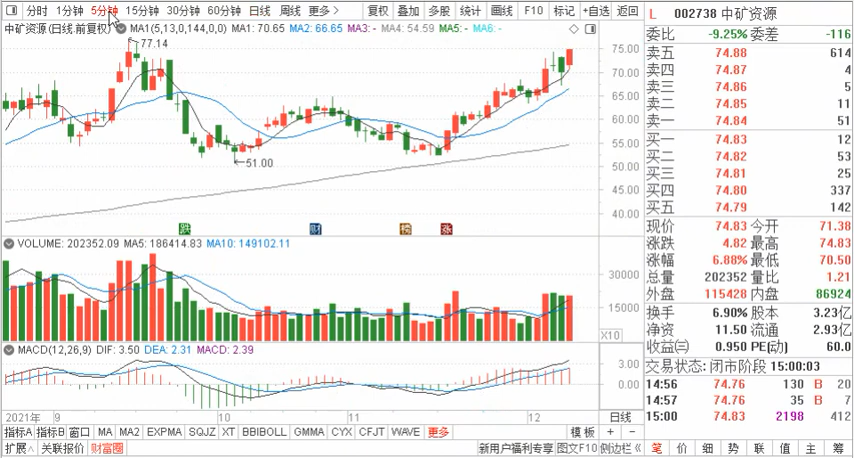 分时 1分钟 5分钟 15分钟 30分钟 60分钟 日线 周线 更多 复权 叠加 多股 统计 画线 F10 标记 +自选 返回
中矿资源(日线.前复权) MA1(5,13,0,144,0,0) MA1: 70.65 MA2: 66.65 MA3: - MA4: 54.59 MA5: - MA6: -
77.14
75.00
70.00
65.00
60.00
55.00
50.00
45.00
40.00
51.00
跌 财 榜 涨
VOLUME: 202352.09 MA5: 186414.83 MA10: 149102.11
30000
15000
X10
MACD(12,26,9) DIF: 3.50 DEA: 2.31 MACD: 2.39
3.00
0.00
2021年 9 10 11 12 日线
指标A 指标B 窗口 MA MA2 EXPMA SQJZ XT BBIBOLL GMMA CYX CFJT WAVE 更多 模板 + -
扩展∧ 关联报价 财富圈 新用户福利专享 图文F10 侧边栏
L 002738 中矿资源
委比 -9.25% 委差 -116
卖五 74.88 614
卖四 74.87 4
卖三 74.86 5
卖二 74.85 11
卖一 74.84 51
买一 74.83 12
买二 74.82 53
买三 74.81 25
买四 74.80 337
买五 74.79 142
现价 74.83 今开 71.38
涨跌 4.82 最高 74.83
涨幅 6.88% 最低 70.50
总量 202352 量比 1.21
外盘 115428 内盘 86924
换手 6.90% 股本 3.23亿
净资 11.50 流通 2.93亿
收益㈢ 0.950 PE(动) 60.0
交易状态: 闭市阶段 15:00:03
14:56 74.76 130 B 20
14:57 74.76 35 B 7
15:00 74.83 2198 412
笔 价 细 势 联 值 主 筹